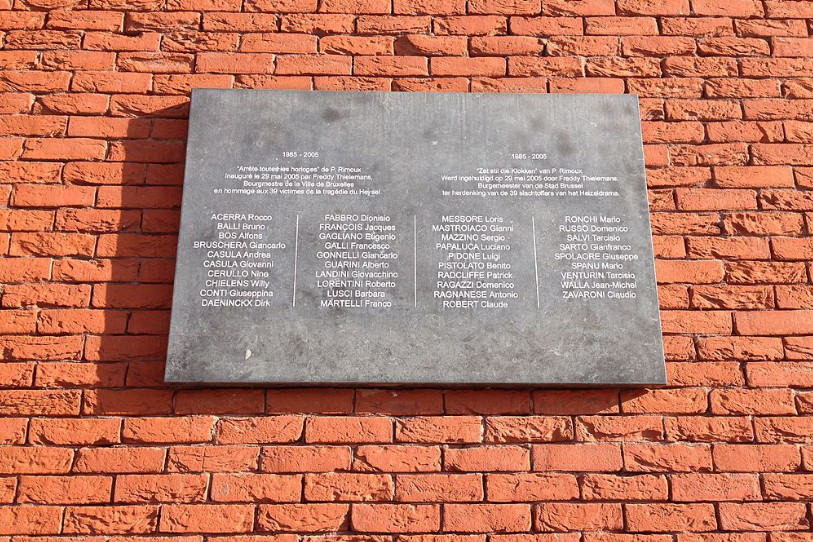 1985 - 2005
"Arrête toutes les horloges" de P. Rimoux
Inauguré le 29 mai 2005 par Freddy Thielemans,
Bourgmestre de la Ville de Bruxelles
en hommage aux 39 victimes de la tragédie du Heysel.
1985 - 2005
"Zet stil die Klokken" van P. Rimoux
Werd ingehuldigd op 29 mei 2005 door Freddy Thielemans,
Burgemeester van de Stad Brussel
ter herdenking van de 39 slachtoffers van het Heizeldrama.
ACERRA Rocco
BALLI Bruno
BOS Alfons
BRUSCHERA Giancarlo
CASULA Andrea
CASULA Giovanni
CERULLO Nino
CHIELENS Willy
CONTI Giuseppina
DAENINCKX Dirk
FABBRO Dionisio
FRANÇOIS Jacques
GAGLIANO Eugenio
GALLI Francesco
GONNELLI Giancarlo
GUARINI Alberto
LANDINI Giovacchino
LORENTINI Roberto
LUSCI Barbara
MARTELLI Franco
MESSORE Loris
MASTROIACO Gianni
MAZZINO Sergio
PAPALUCA Luciano
PIDONE Luigi
PISTOLATO Benito
RADCLIFFE Patrick
RAGAZZI Domenico
RAGNANESE Antonio
ROBERT Claude
RONCHI Mario
RUSSO Domenico
SALVI Tarcisio
SARTO Gianfranco
SPOLAORE Giuseppe
SPANU Mario
VENTURIN Tarcisio
WALLA Jean-Michel
ZAVARONI Claudio